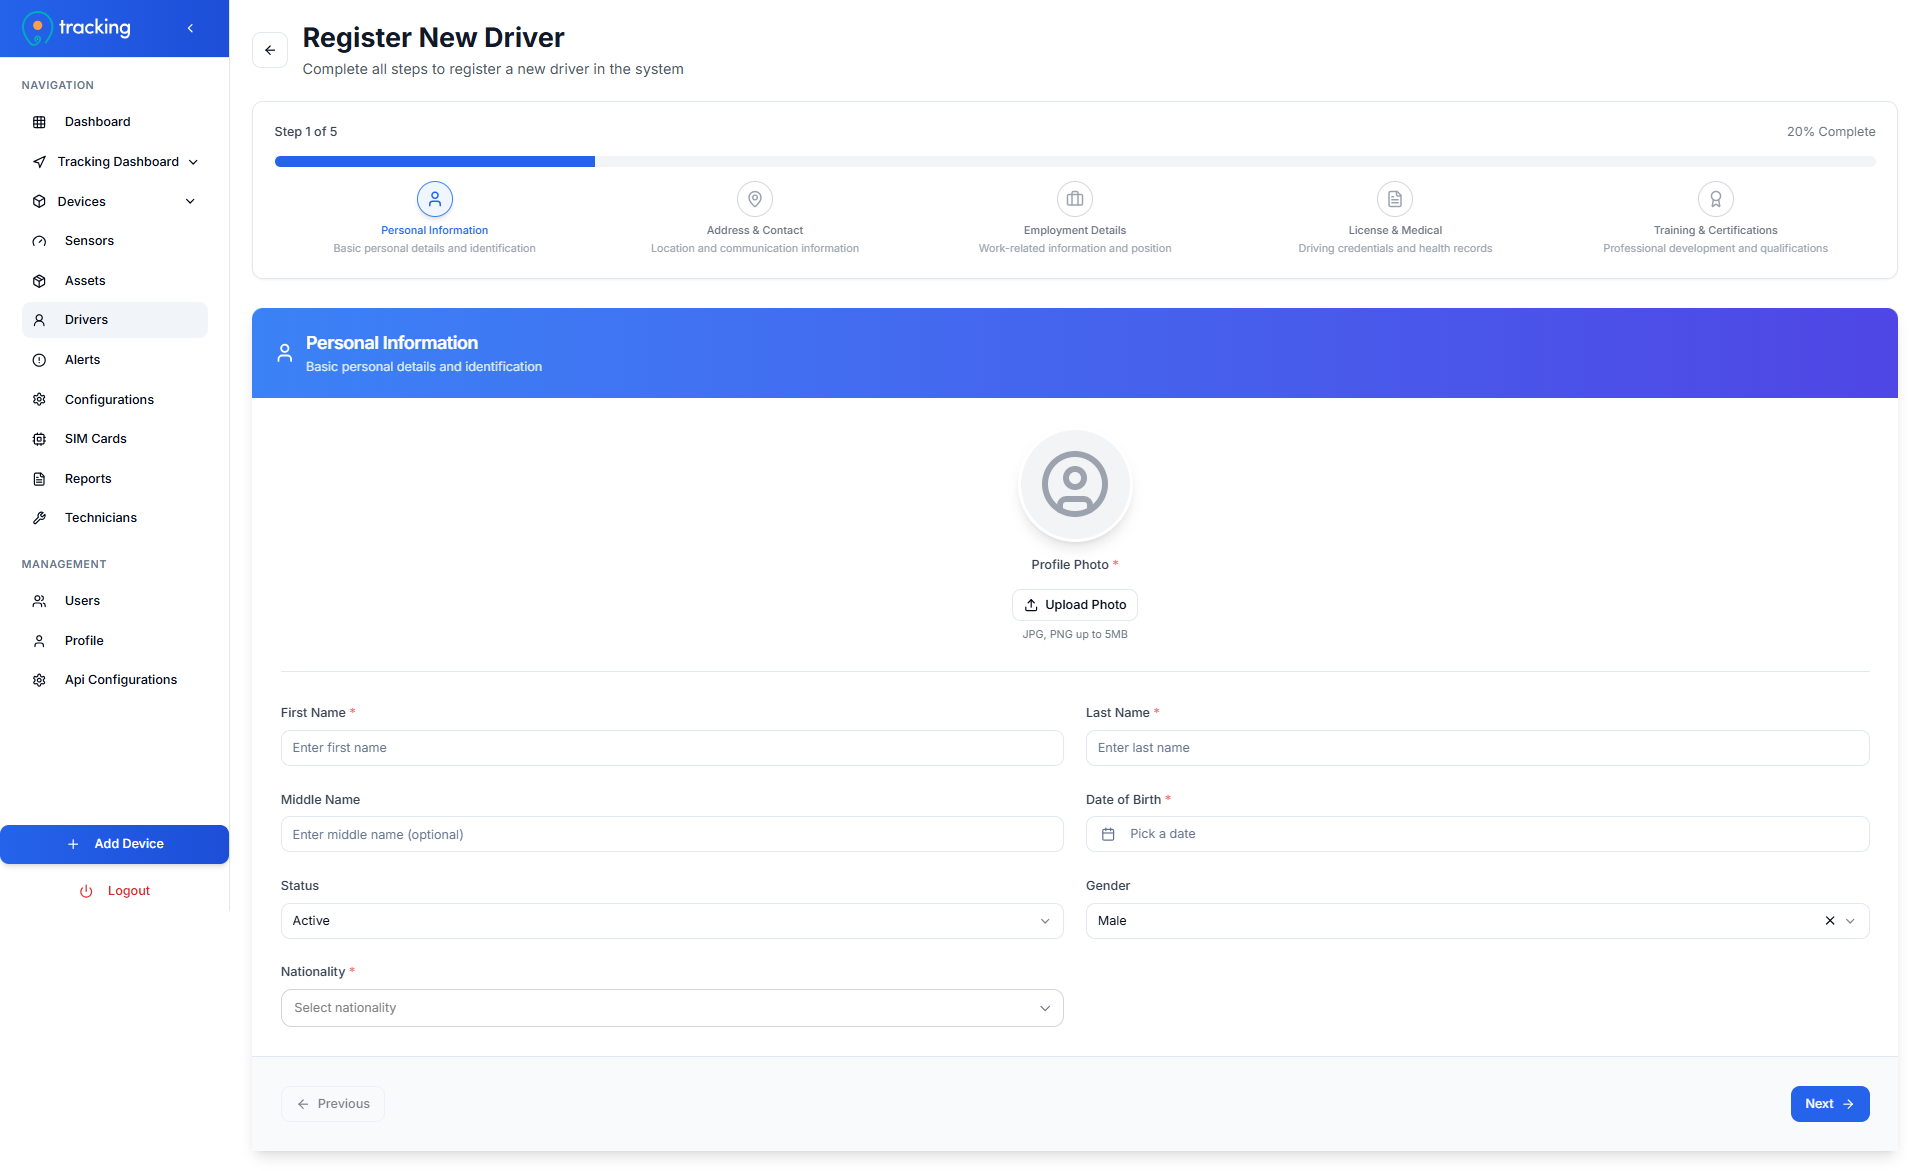 tracking
NAVIGATION
Dashboard
Tracking Dashboard
Devices
Sensors
Assets
Drivers
Alerts
Configurations
SIM Cards
Reports
Technicians
MANAGEMENT
Users
Profile
Api Configurations
Add Device
Logout
Register New Driver
Complete all steps to register a new driver in the system
Step 1 of 5
20% Complete
Personal Information
Basic personal details and identification
Address & Contact
Location and communication information
Employment Details
Work-related information and position
License & Medical
Driving credentials and health records
Training & Certifications
Professional development and qualifications
Personal Information
Basic personal details and identification
Profile Photo *
Upload Photo
JPG, PNG up to 5MB
First Name *
Enter first name
Last Name *
Enter last name
Middle Name
Enter middle name (optional)
Date of Birth *
Pick a date
Status
Active
Gender
Male
Nationality *
Select nationality
Previous
Next